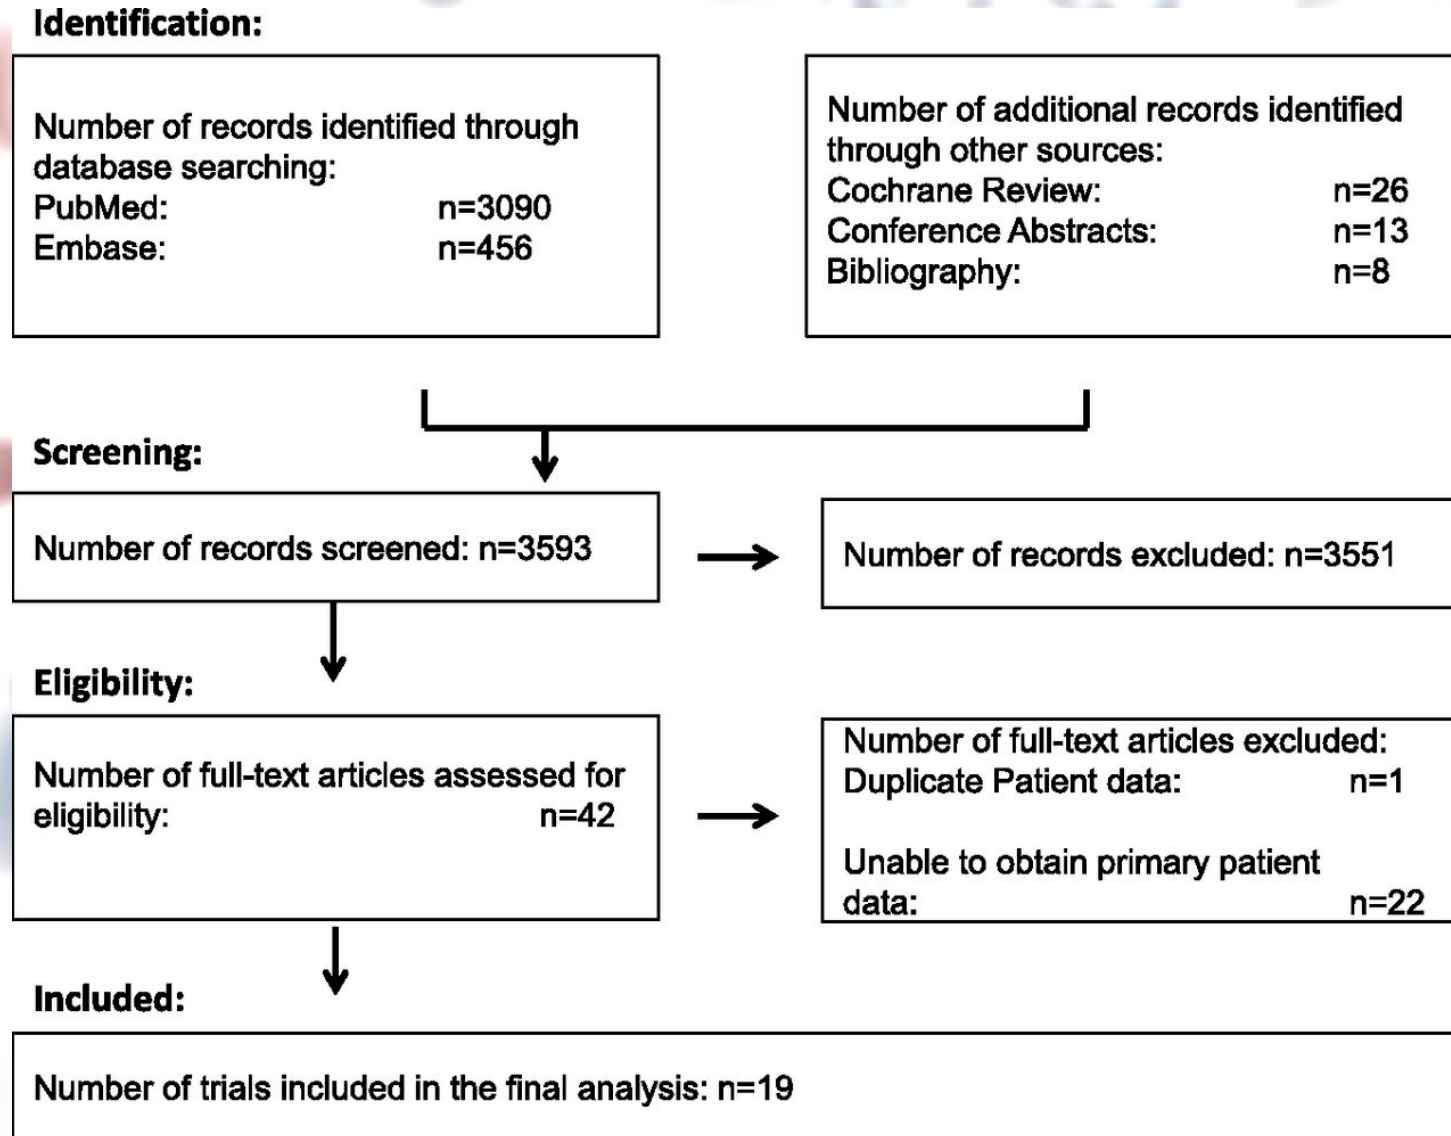 Identification:
Number of records identified through
database searching:
PubMed: n=3090
Embase: n=456
Number of additional records identified
through other sources:
Cochrane Review: n=26
Conference Abstracts: n=13
Bibliography: n=8
Screening:
Number of records screened: n=3593
Number of records excluded: n=3551
Eligibility:
Number of full-text articles assessed for
eligibility: n=42
Number of full-text articles excluded:
Duplicate Patient data: n=1
Unable to obtain primary patient
data: n=22
Included:
Number of trials included in the final analysis: n=19